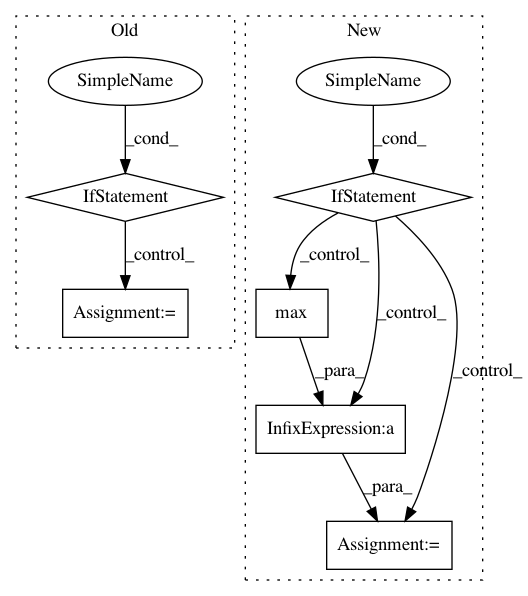 Old
New
SimpleName
SimpleName
_cond_
_cond_
IfStatement
IfStatement
_control_
_control_
_control_
_control_
Assignment:=
max
_para_
InfixExpression:a
_para_
Assignment:=